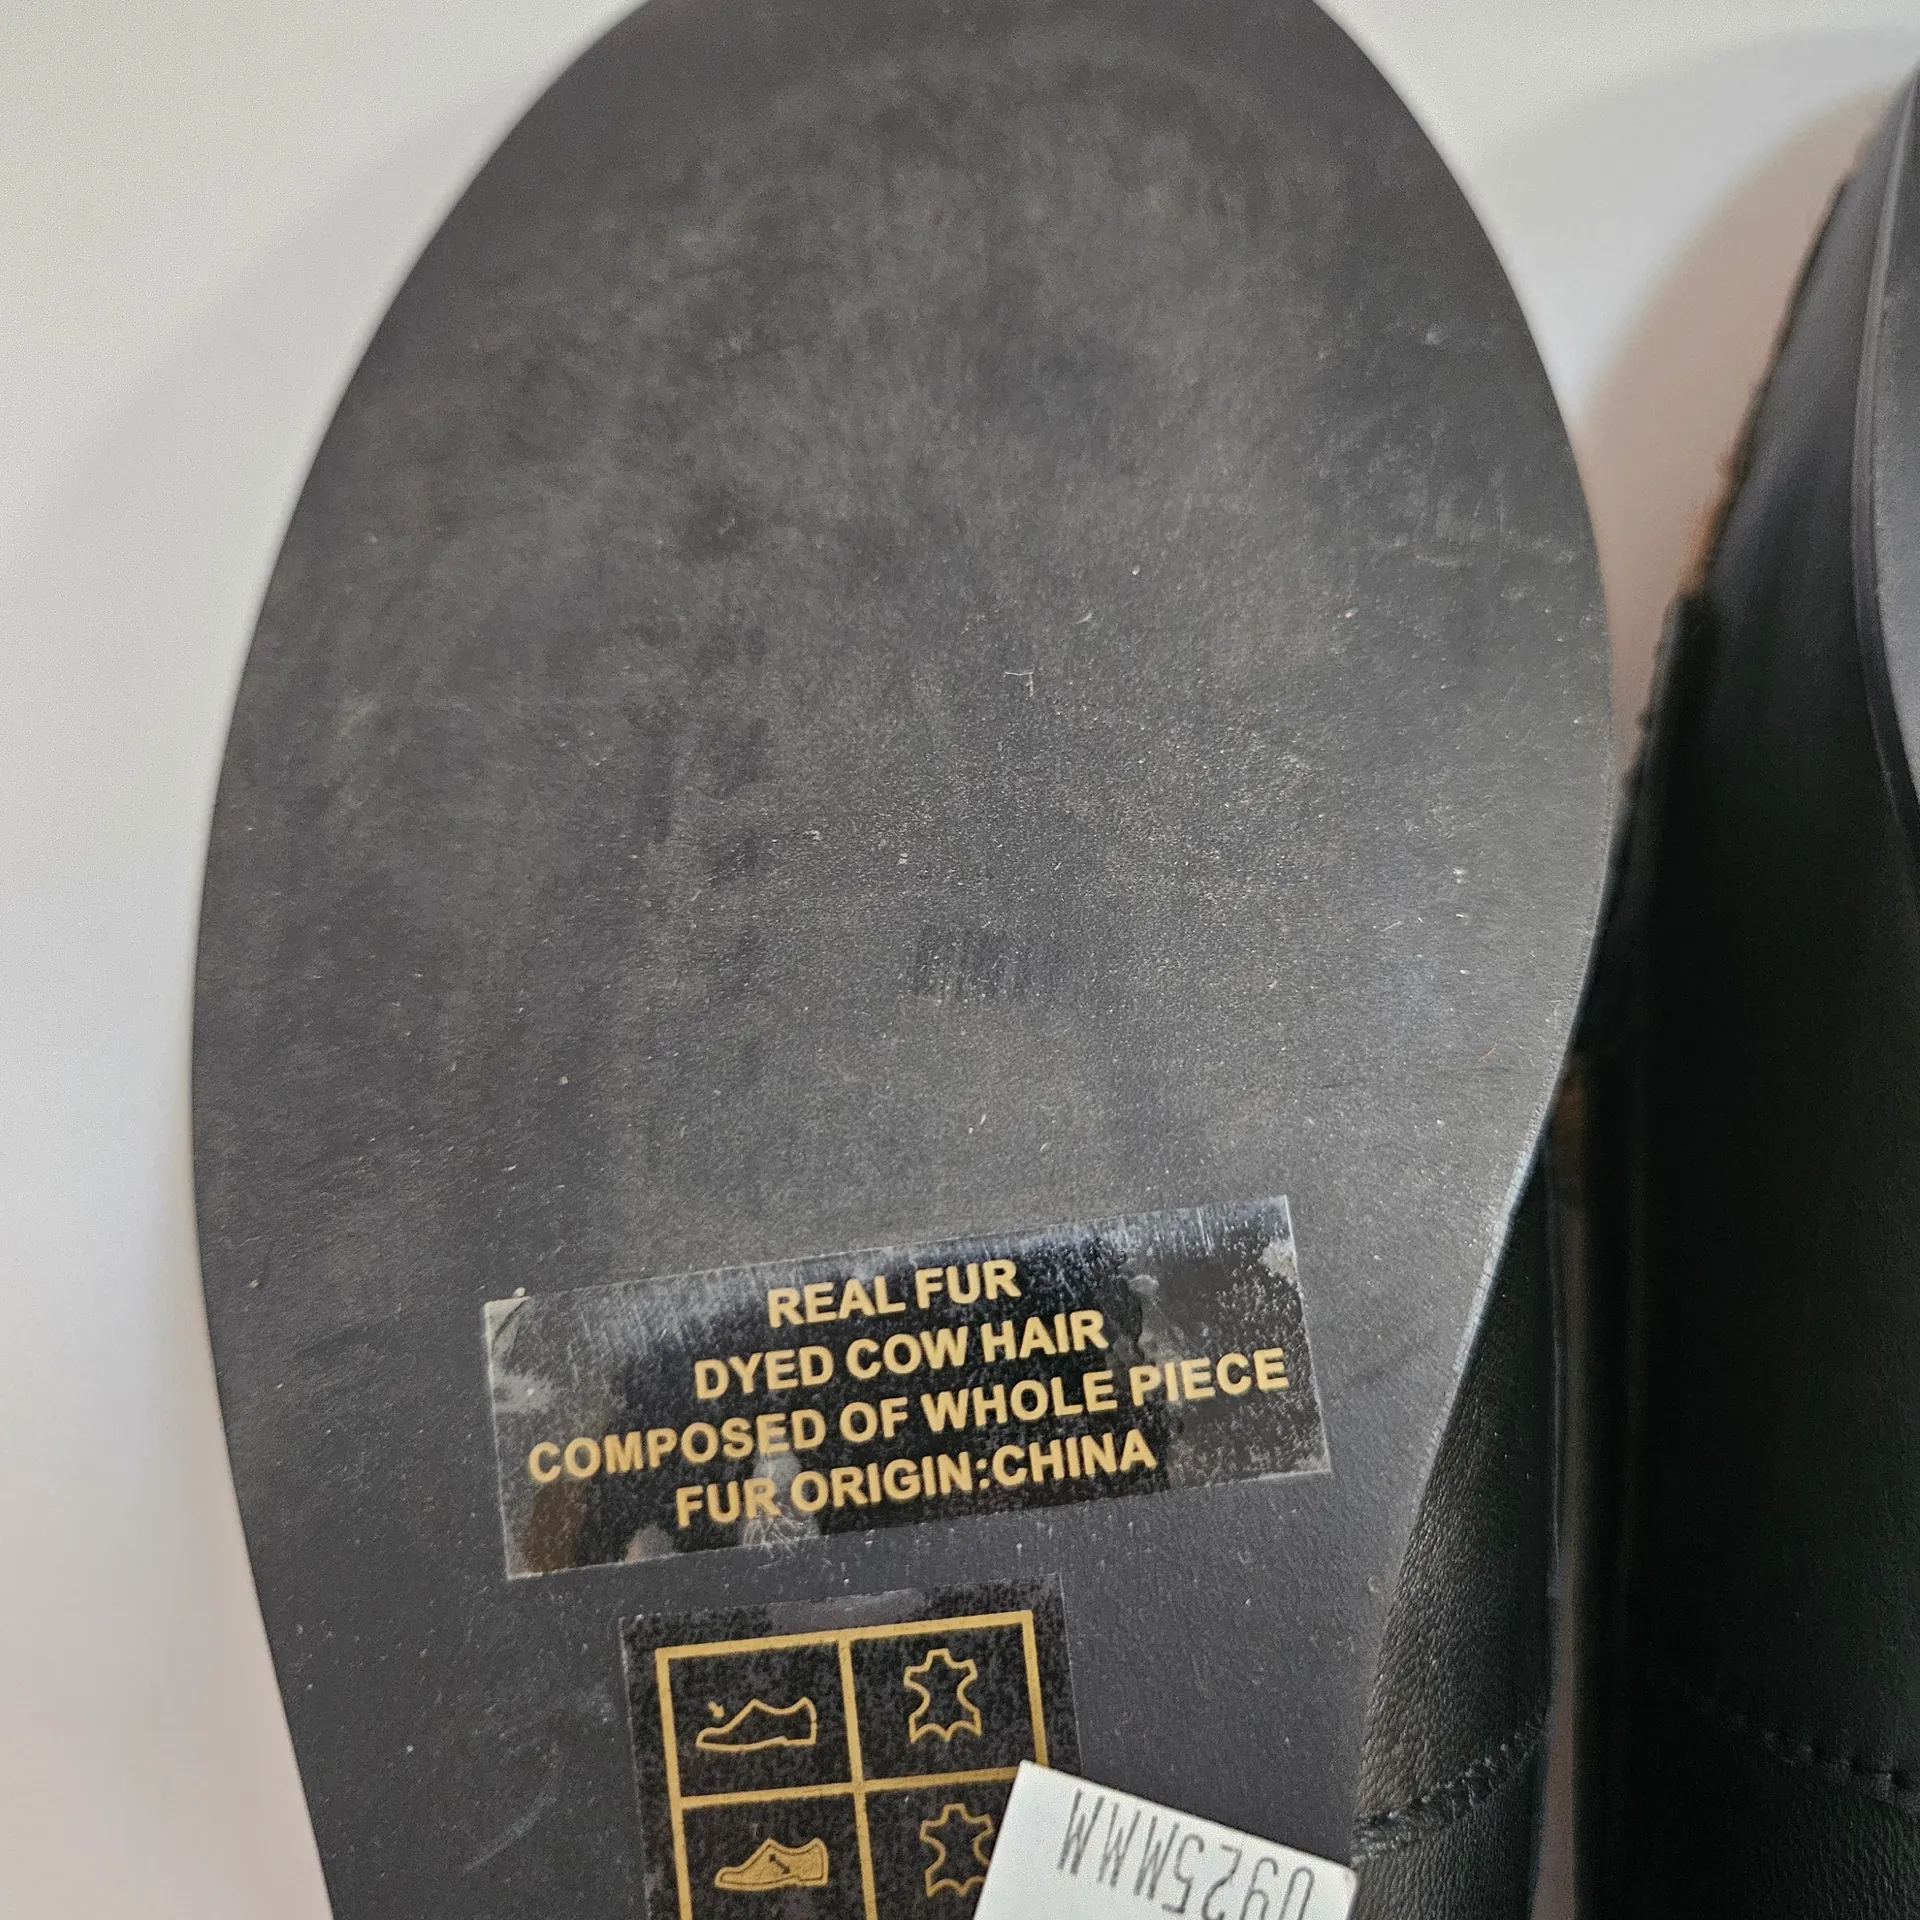 REAL FUR
DYED COW HAIR
COMPOSED OF WHOLE PIECE
FUR ORIGIN:CHINA
0925MMM